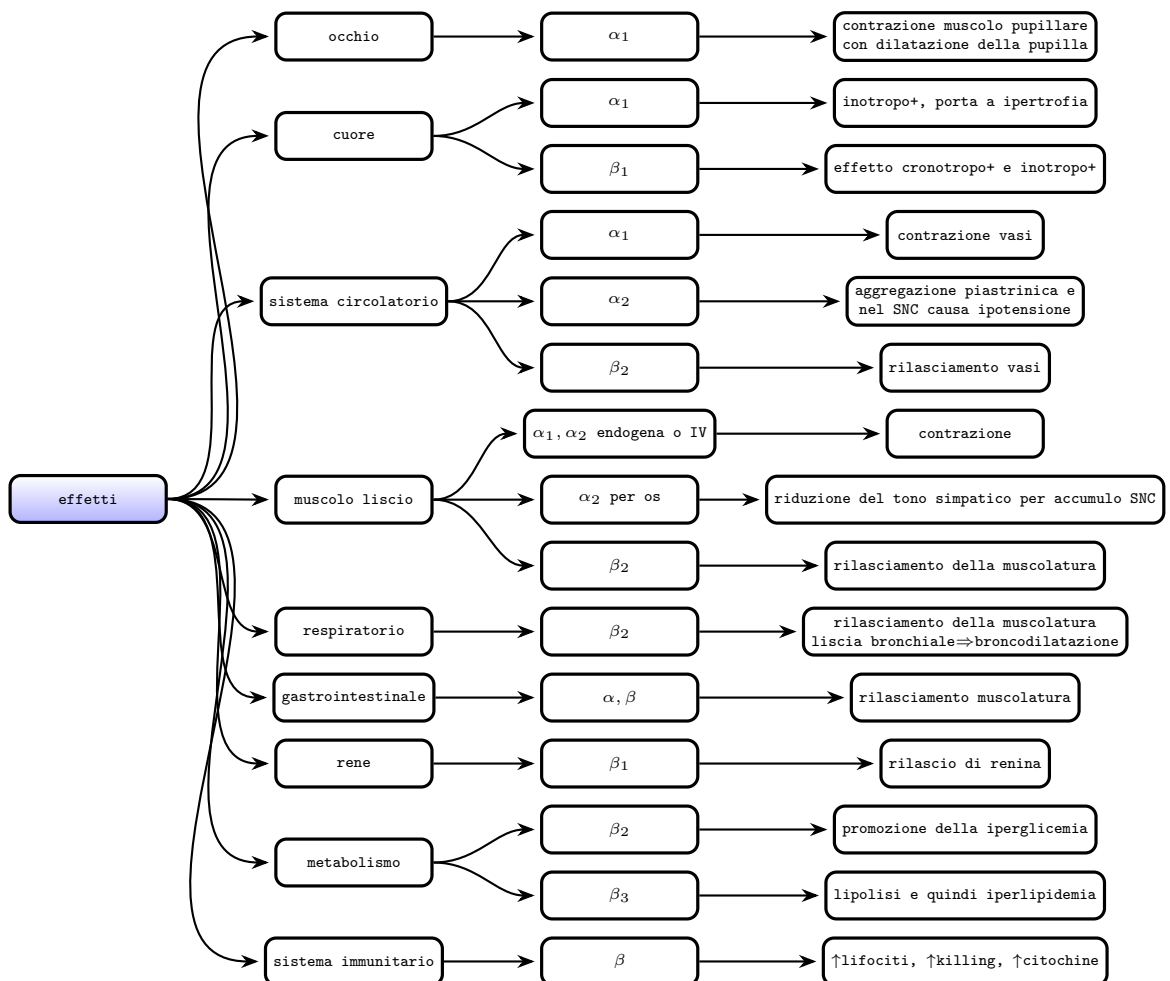 effetti
occhio
α1
contrazione muscolo pupillare
con dilatazione della pupilla
cuore
α1
inotropo+, porta a ipertrofia
β1
effetto cronotropo+ e inotropo+
sistema circolatorio
α1
contrazione vasi
α2
aggregazione piastrinica e
nel SNC causa ipotensione
β2
rilasciamento vasi
muscolo liscio
α1, α2 endogena o IV
contrazione
α2 per os
riduzione del tono simpatico per accumulo SNC
β2
rilasciamento della muscolatura
respiratorio
β2
rilasciamento della muscolatura
liscia bronchiale⇒broncodilatazione
gastrointestinale
α, β
rilasciamento muscolatura
rene
β1
rilascio di renina
metabolismo
β2
promozione della iperglicemia
β3
lipolisi e quindi iperlipidemia
sistema immunitario
β
↑lifociti, ↑killing, ↑citochine